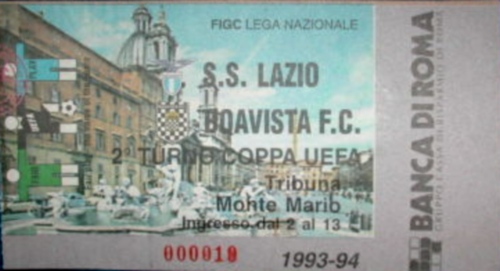 FIGC LEGA NAZIONALE
S.S. LAZIO
BOAVISTA F.C.
2° TURNO COPPA UEFA
Tribuna
Monte Mario
Ingresso dal 2 al 13
000019
1993-94
BANCA DI ROMA
UEFA